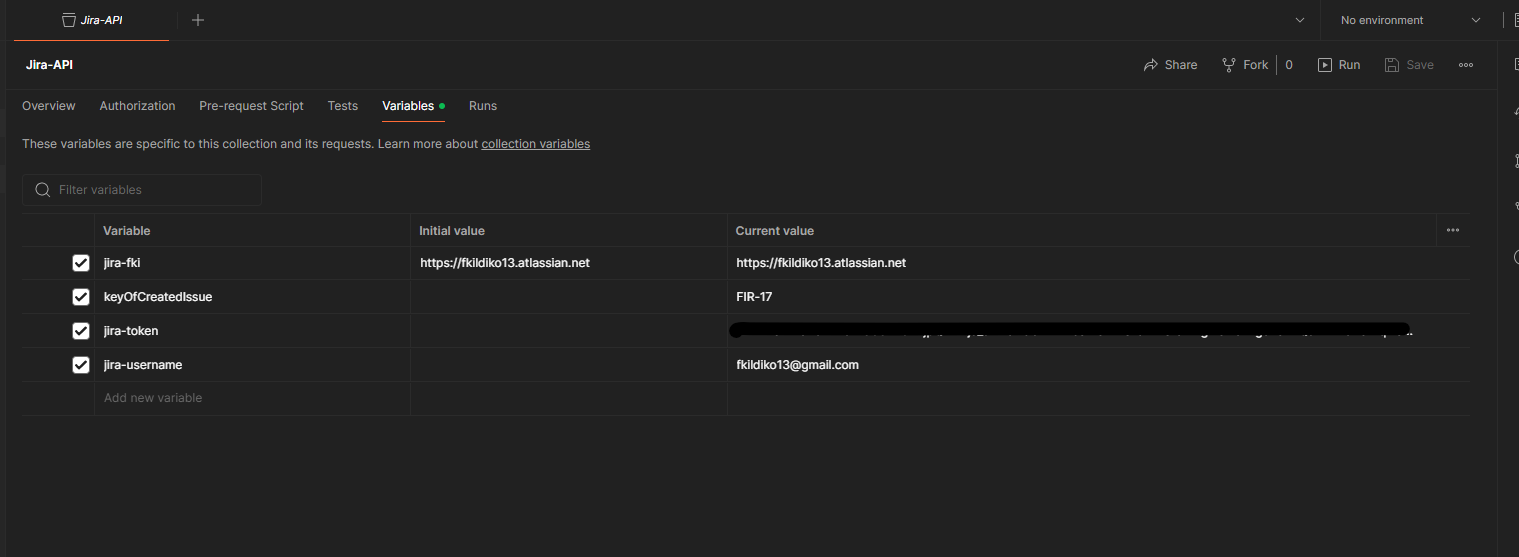 Jira-API
No environment
Jira-API
Share Fork 0 Run Save
Overview Authorization Pre-request Script Tests Variables Runs
These variables are specific to this collection and its requests. Learn more about collection variables
Filter variables
Variable Initial value Current value
jira-fki https://fkildiko13.atlassian.net https://fkildiko13.atlassian.net
keyOfCreatedIssue FIR-17
jira-token
jira-username fkildiko13@gmail.com
Add new variable